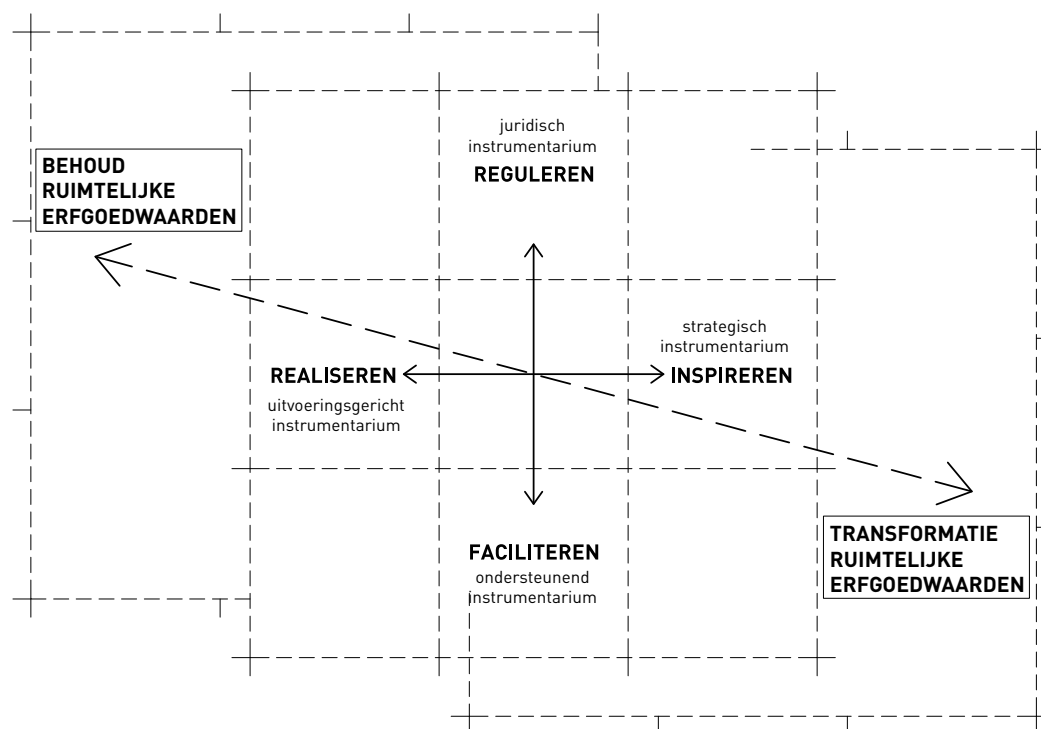 juridisch
instrumentarium
REGULEREN
BEHOUD
RUIMTELIJKE
ERFGOEDWAARDEN
strategisch
instrumentarium
REALISEREN
INSPIREREN
uitvoeringsgericht
instrumentarium
FACILITEREN
ondersteunend
instrumentarium
TRANSFORMATIE
RUIMTELIJKE
ERFGOEDWAARDEN